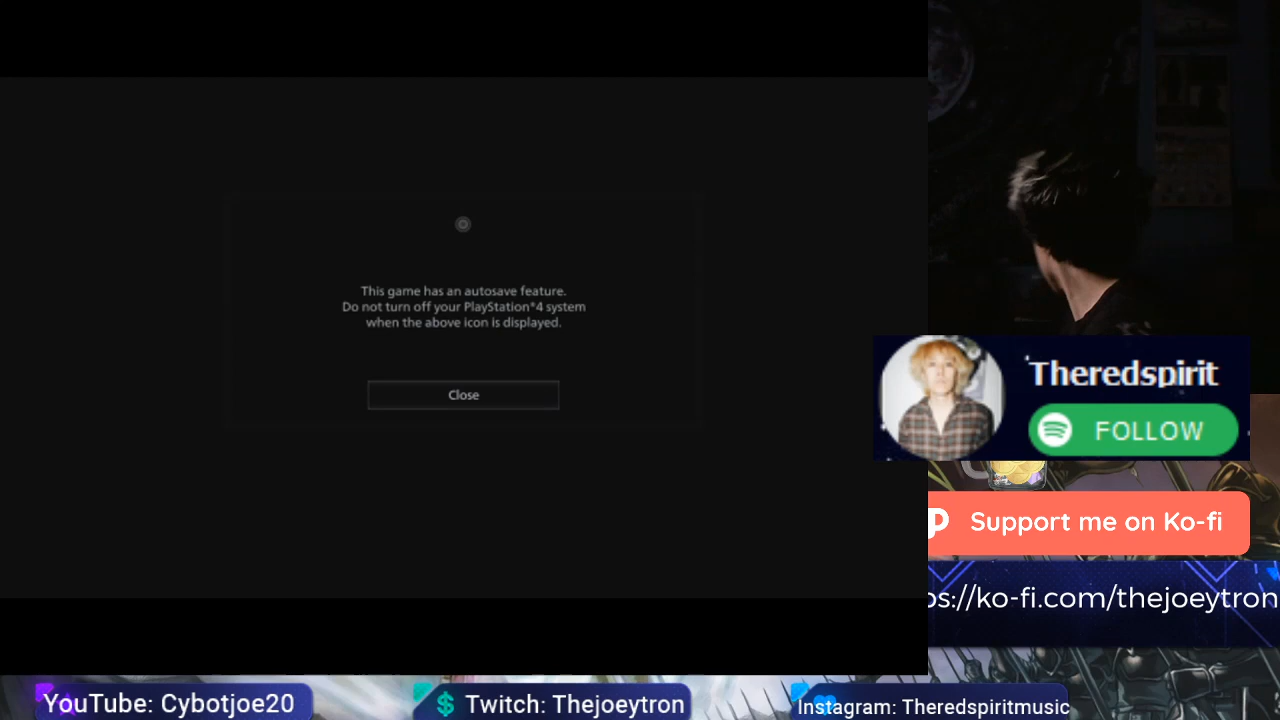 This game has an autosave feature.
Do not turn off your PlayStation®4 system
when the above icon is displayed.
Close
Theredspirit
FOLLOW
Support me on Ko-fi
ps://ko-fi.com/thejoeytron
YouTube: Cybotjoe20
Twitch: Thejoeytron
Instagram: Theredspiritmusic